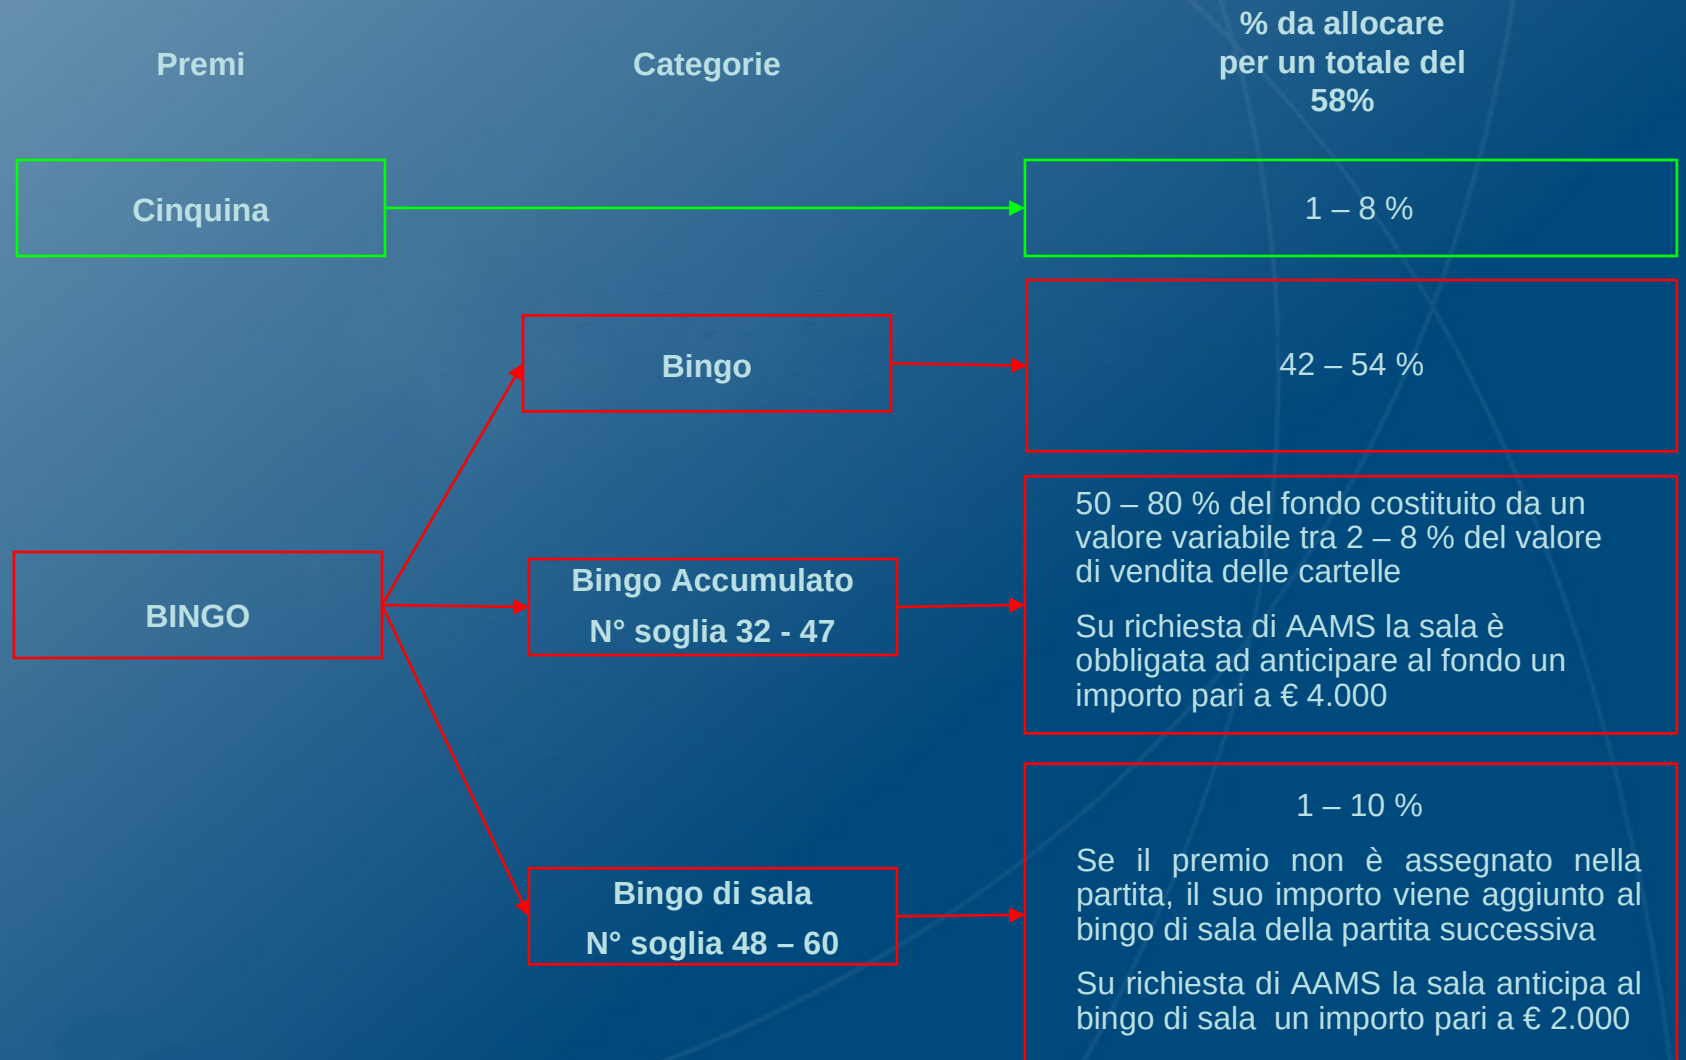 Premi
Categorie
% da allocare
per un totale del
58%
Cinquina
1 – 8 %
Bingo
42 – 54 %
BINGO
Bingo Accumulato
N° soglia 32 - 47
50 – 80 % del fondo costituito da un
valore variabile tra 2 – 8 % del valore
di vendita delle cartelle
Su richiesta di AAMS la sala è
obbligata ad anticipare al fondo un
importo pari a € 4.000
Bingo di sala
N° soglia 48 – 60
1 – 10 %
Se il premio non è assegnato nella
partita, il suo importo viene aggiunto al
bingo di sala della partita successiva
Su richiesta di AAMS la sala anticipa al
bingo di sala un importo pari a € 2.000